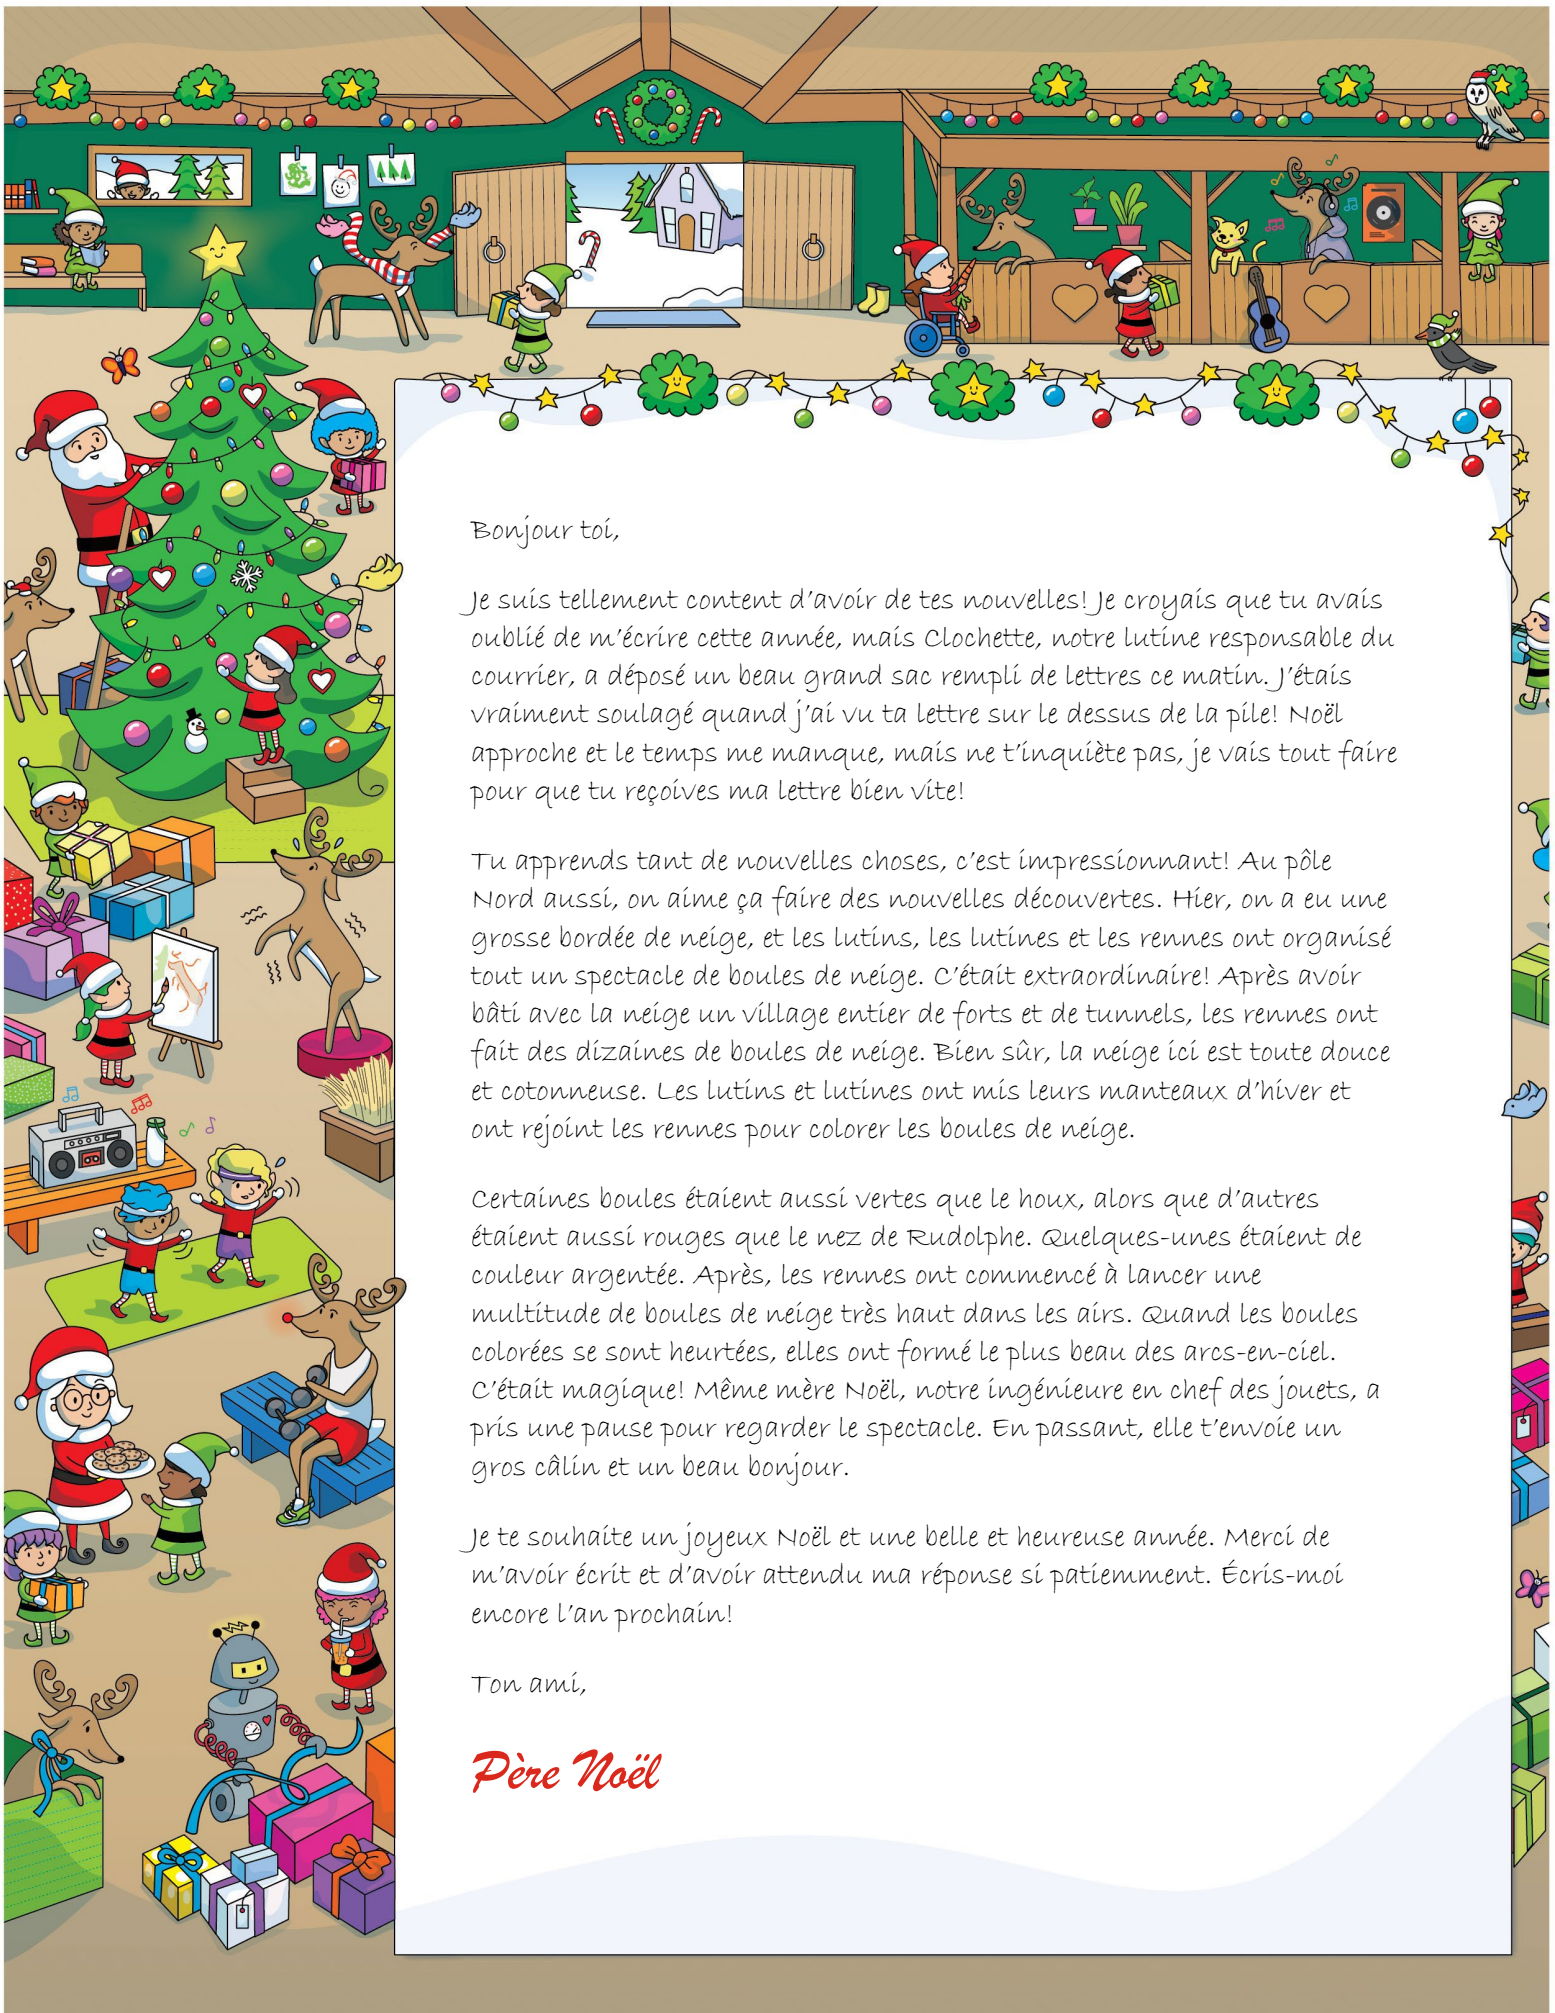 Bonjour toi,
Je suis tellement content d'avoir de tes nouvelles! Je croyais que tu avais
oublié de m'écrire cette année, mais Clochette, notre lutine responsable du
courrier, a déposé un beau grand sac rempli de lettres ce matin. J'étais
vraiment soulagé quand j'ai vu ta lettre sur le dessus de la pile! Noël
approche et le temps me manque, mais ne t'inquiète pas, je vais tout faire
pour que tu reçoives ma lettre bien vite!
Tu apprends tant de nouvelles choses, c'est impressionnant! Au pôle
Nord aussi, on aime ça faire des nouvelles découvertes. Hier, on a eu une
grosse bordée de neige, et les lutins, les lutines et les rennes ont organisé
tout un spectacle de boules de neige. C'était extraordinaire! Après avoir
bâti avec la neige un village entier de forts et de tunnels, les rennes ont
fait des dizaines de boules de neige. Bien sûr, la neige ici est toute douce
et cotonneuse. Les lutins et lutines ont mis leurs manteaux d'hiver et
ont rejoint les rennes pour colorer les boules de neige.
Certaines boules étaient aussi vertes que le houx, alors que d'autres
étaient aussi rouges que le nez de Rudolphe. Quelques-unes étaient de
couleur argentée. Après, les rennes ont commencé à lancer une
multitude de boules de neige très haut dans les airs. Quand les boules
colorées se sont heurtées, elles ont formé le plus beau des arcs-en-ciel.
C'était magique! Même mère Noël, notre ingénieure en chef des jouets, a
pris une pause pour regarder le spectacle. En passant, elle t'envoie un
gros câlin et un beau bonjour.
Je te souhaite un joyeux Noël et une belle et heureuse année. Merci de
m'avoir écrit et d'avoir attendu ma réponse si patiemment. Écris-moi
encore l'an prochain!
Ton ami,
Père Noël